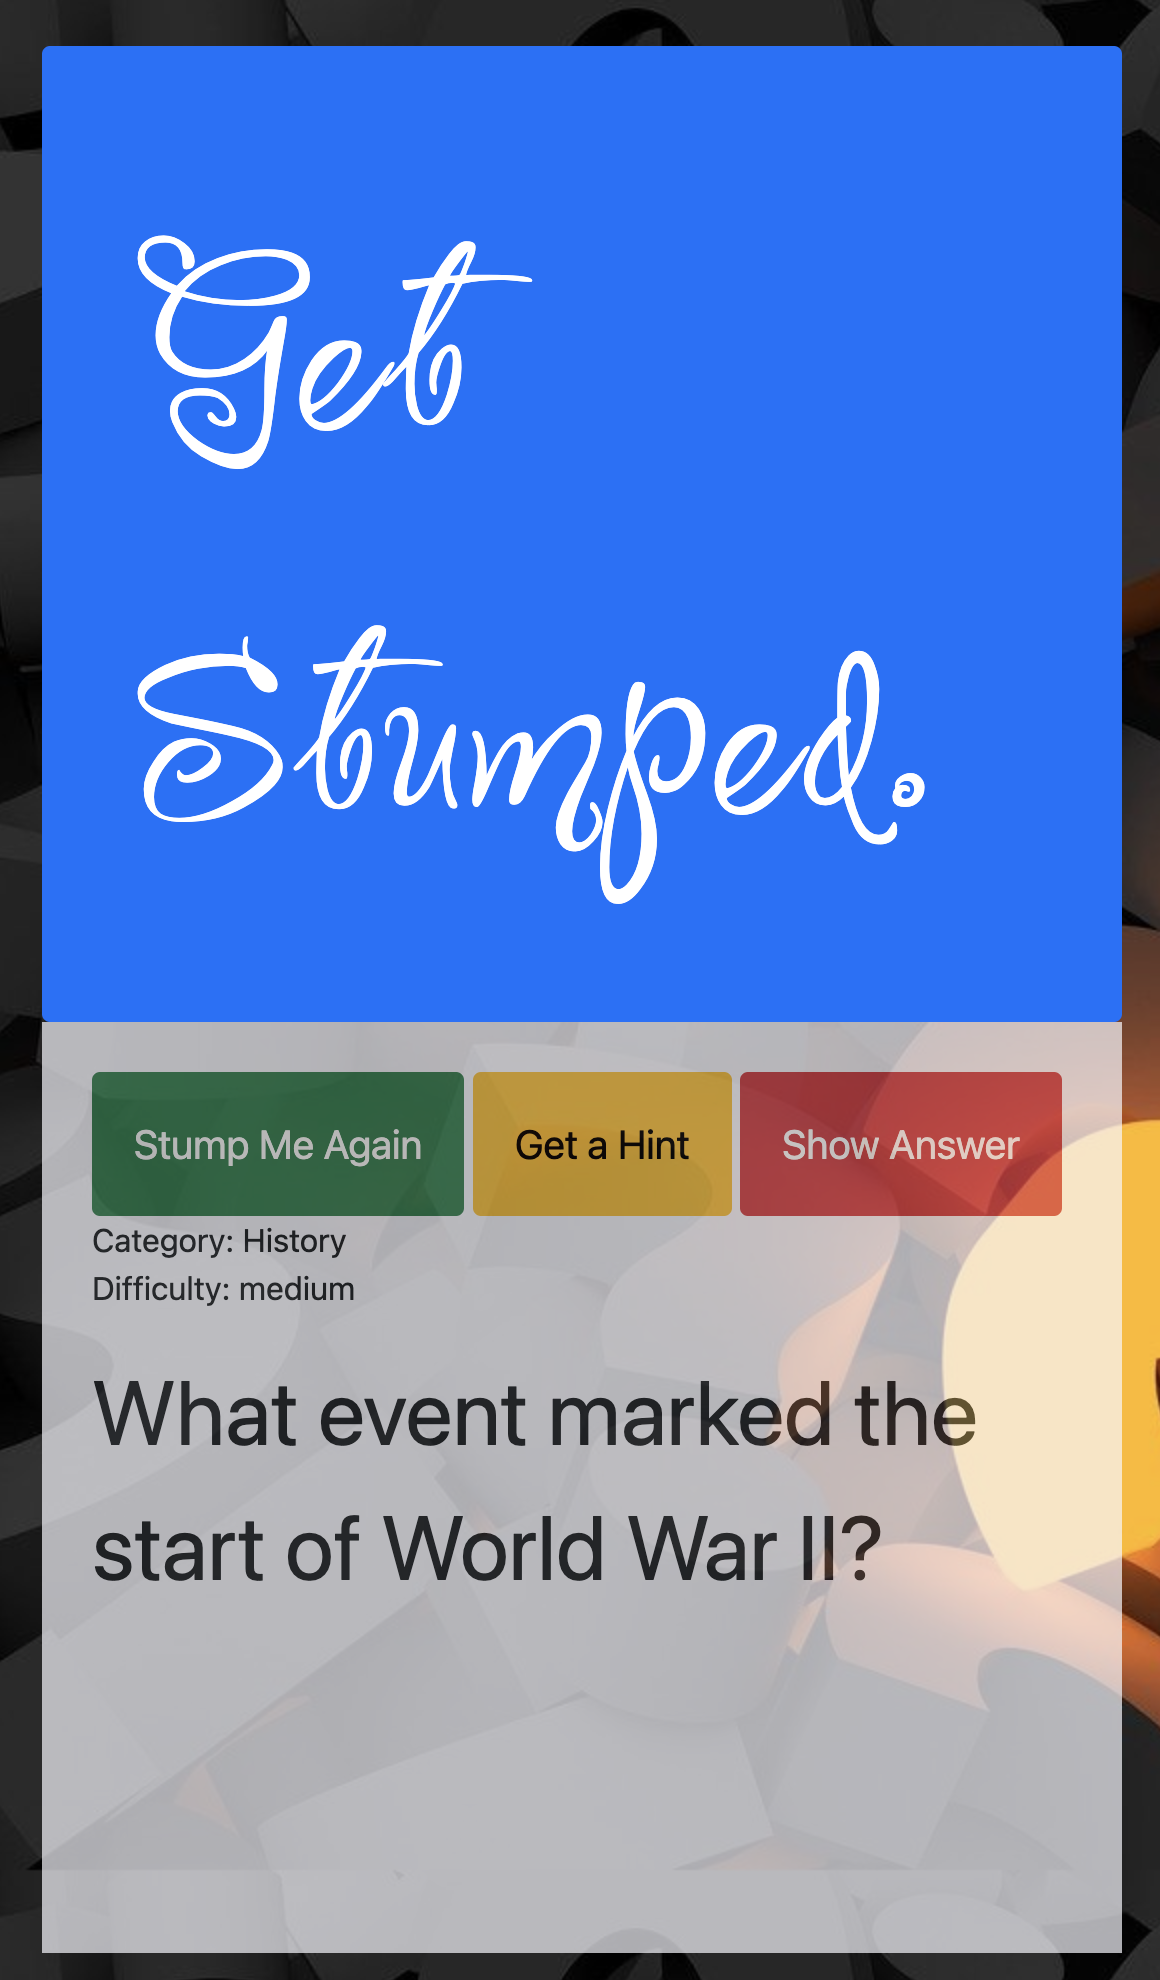 Get
Stumped.
Stump Me Again Get a Hint Show Answer
Category: History
Difficulty: medium
What event marked the
start of World War II?